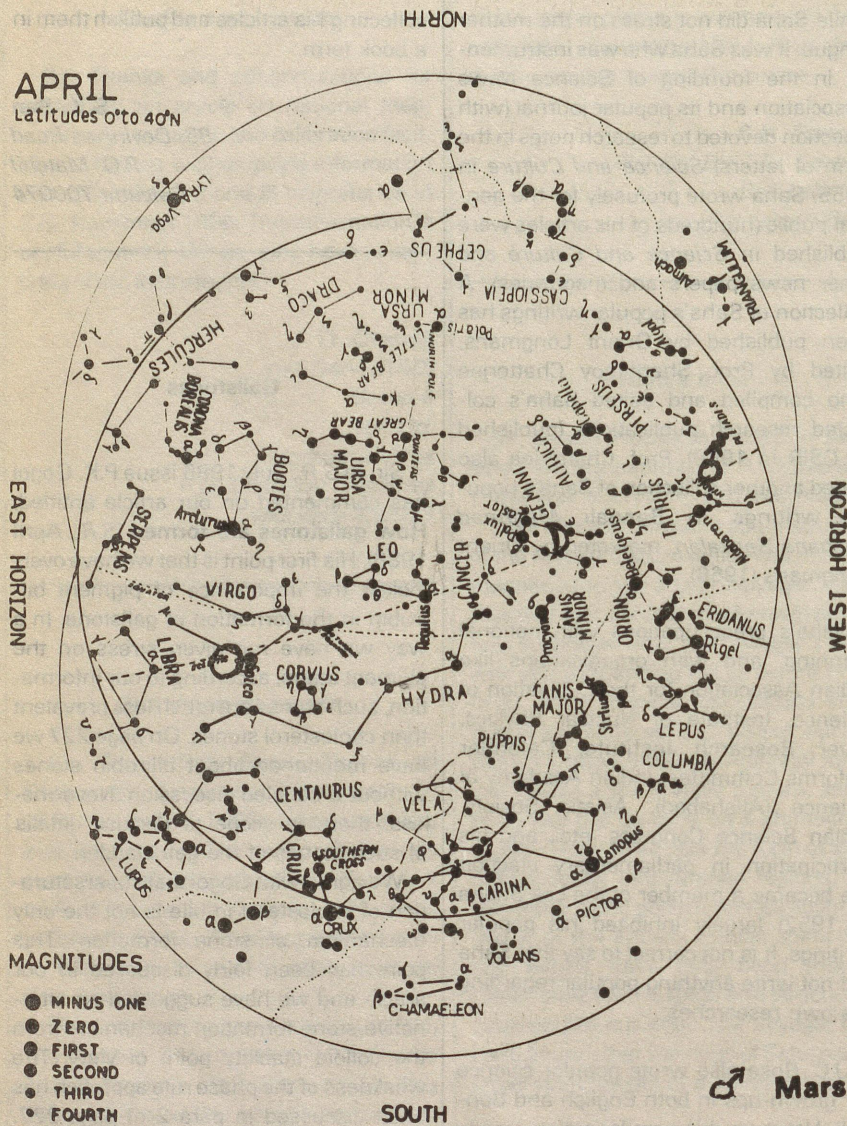 NORTH
APRIL
Latitudes 0° to 40°N
LYRA Vega
CEPHEUS
CASSIOPEIA
Almach
TRIANGULUM
DRACO
URSA MINOR
Polaris
LITTLE BEAR
NORTH POLE
HERCULES
CORONA BOREALIS
BOOTES
Arcturus
GREAT BEAR
URSA MAJOR
POINTERS
PERSEUS
Algol
Capella
AURIGA
GEMINI
Castor
Pollux
TAURUS
Aldebaran
Betelgeuse
EAST HORIZON
WEST HORIZON
SERPENS
VIRGO
LEO
Regulus
CANCER
Procyon
CANIS MINOR
ORION
ERIDANUS
Rigel
LIBRA
Spica
CORVUS
HYDRA
CANIS MAJOR
Sirius
LEPUS
PUPPIS
COLUMBA
CENTAURUS
VELA
Canopus
LUPUS
CRUX
SOUTHERN CROSS
CARINA
PICTOR
CRUX
VOLANS
CHAMAELEON
MAGNITUDES
MINUS ONE
ZERO
FIRST
SECOND
THIRD
FOURTH
SOUTH
♂ Mars